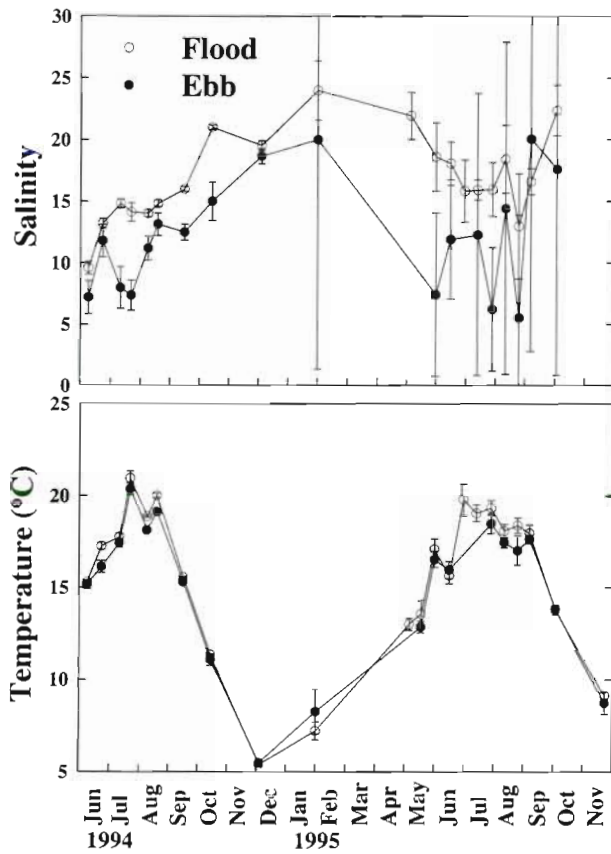 30
25
20
15
10
5
0
Salinity
Flood
Ebb
25
20
15
10
5
Temperature (°C)
Jun Jul Aug Sep Oct Nov Dec Jan Feb Mar Apr May Jun Jul Aug Sep Oct Nov
1994 1995